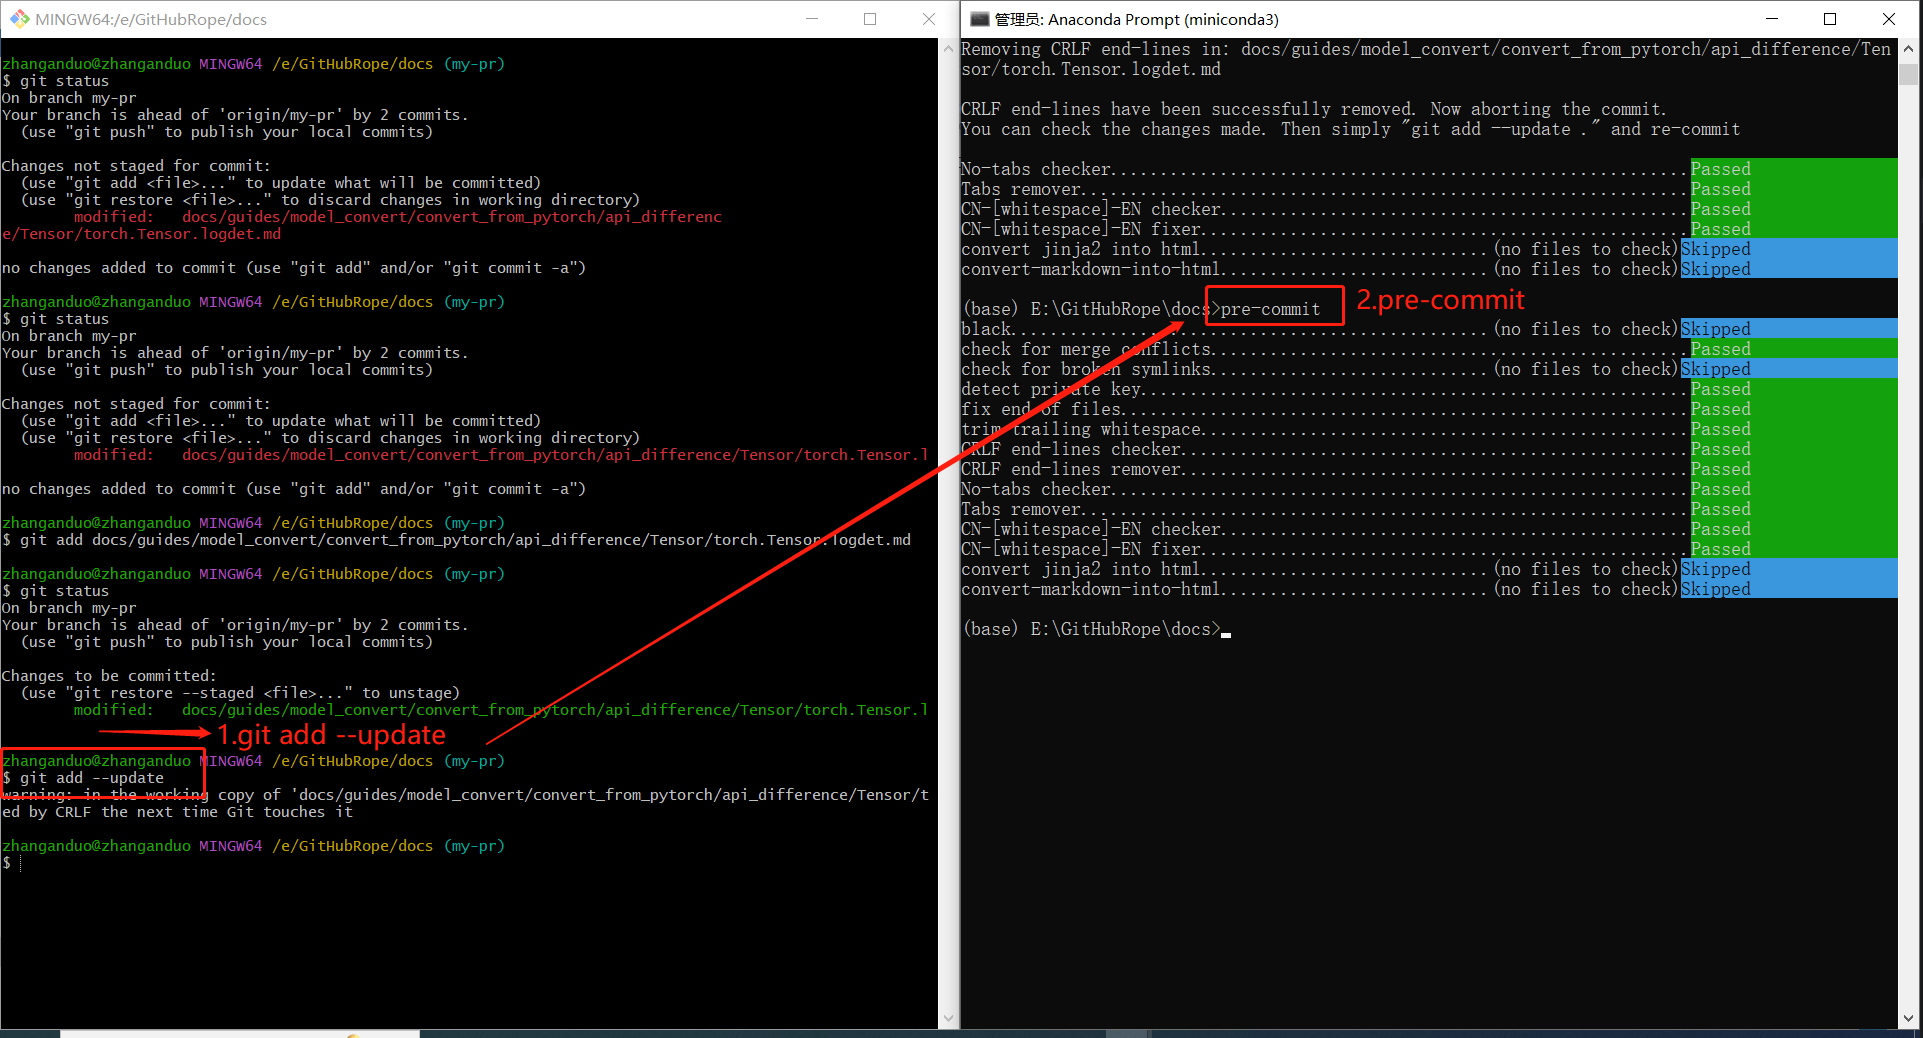 MINGW64:/e/GitHubRope/docs
zhanganduo@zhanganduo MINGW64 /e/GitHubRope/docs (my-pr)
$ git status
On branch my-pr
Your branch is ahead of 'origin/my-pr' by 2 commits.
(use "git push" to publish your local commits)
Changes not staged for commit:
(use "git add <file>..." to update what will be committed)
(use "git restore <file>..." to discard changes in working directory)
modified: docs/guides/model_convert/convert_from_pytorch/api_differenc
e/Tensor/torch.Tensor.logdet.md
no changes added to commit (use "git add" and/or "git commit -a")
zhanganduo@zhanganduo MINGW64 /e/GitHubRope/docs (my-pr)
$ git status
On branch my-pr
Your branch is ahead of 'origin/my-pr' by 2 commits.
(use "git push" to publish your local commits)
Changes not staged for commit:
(use "git add <file>..." to update what will be committed)
(use "git restore <file>..." to discard changes in working directory)
modified: docs/guides/model_convert/convert_from_pytorch/api_difference/Tensor/torch.Tensor.l
no changes added to commit (use "git add" and/or "git commit -a")
zhanganduo@zhanganduo MINGW64 /e/GitHubRope/docs (my-pr)
$ git add docs/guides/model_convert/convert_from_pytorch/api_difference/Tensor/torch.Tensor.logdet.md
zhanganduo@zhanganduo MINGW64 /e/GitHubRope/docs (my-pr)
$ git status
On branch my-pr
Your branch is ahead of 'origin/my-pr' by 2 commits.
(use "git push" to publish your local commits)
Changes to be committed:
(use "git restore --staged <file>..." to unstage)
modified: docs/guides/model_convert/convert_from_pytorch/api_difference/Tensor/torch.Tensor.l
1.git add --update
zhanganduo@zhanganduo MINGW64 /e/GitHubRope/docs (my-pr)
$ git add --update
warning: in the working copy of 'docs/guides/model_convert/convert_from_pytorch/api_difference/Tensor/t
ed by CRLF the next time Git touches it
zhanganduo@zhanganduo MINGW64 /e/GitHubRope/docs (my-pr)
$
管理员: Anaconda Prompt (miniconda3)
Removing CRLF end-lines in: docs/guides/model_convert/convert_from_pytorch/api_difference/Ten
sor/torch.Tensor.logdet.md
CRLF end-lines have been successfully removed. Now aborting the commit.
You can check the changes made. Then simply "git add --update ." and re-commit
No-tabs checker..........................................................Passed
Tabs remover.............................................................Passed
CN-[whitespace]-EN checker...............................................Passed
CN-[whitespace]-EN fixer.................................................Passed
convert jinja2 into html.............................(no files to check)Skipped
convert-markdown-into-html...........................(no files to check)Skipped
(base) E:\GitHubRope\docs>pre-commit
2.pre-commit
black................................................(no files to check)Skipped
check for merge conflicts................................................Passed
check for broken symlinks............................(no files to check)Skipped
detect private key.......................................................Passed
fix end of files.........................................................Passed
trim trailing whitespace.................................................Passed
CRLF end-lines checker...................................................Passed
CRLF end-lines remover...................................................Passed
No-tabs checker..........................................................Passed
Tabs remover.............................................................Passed
CN-[whitespace]-EN checker...............................................Passed
CN-[whitespace]-EN fixer.................................................Passed
convert jinja2 into html.............................(no files to check)Skipped
convert-markdown-into-html...........................(no files to check)Skipped
(base) E:\GitHubRope\docs>